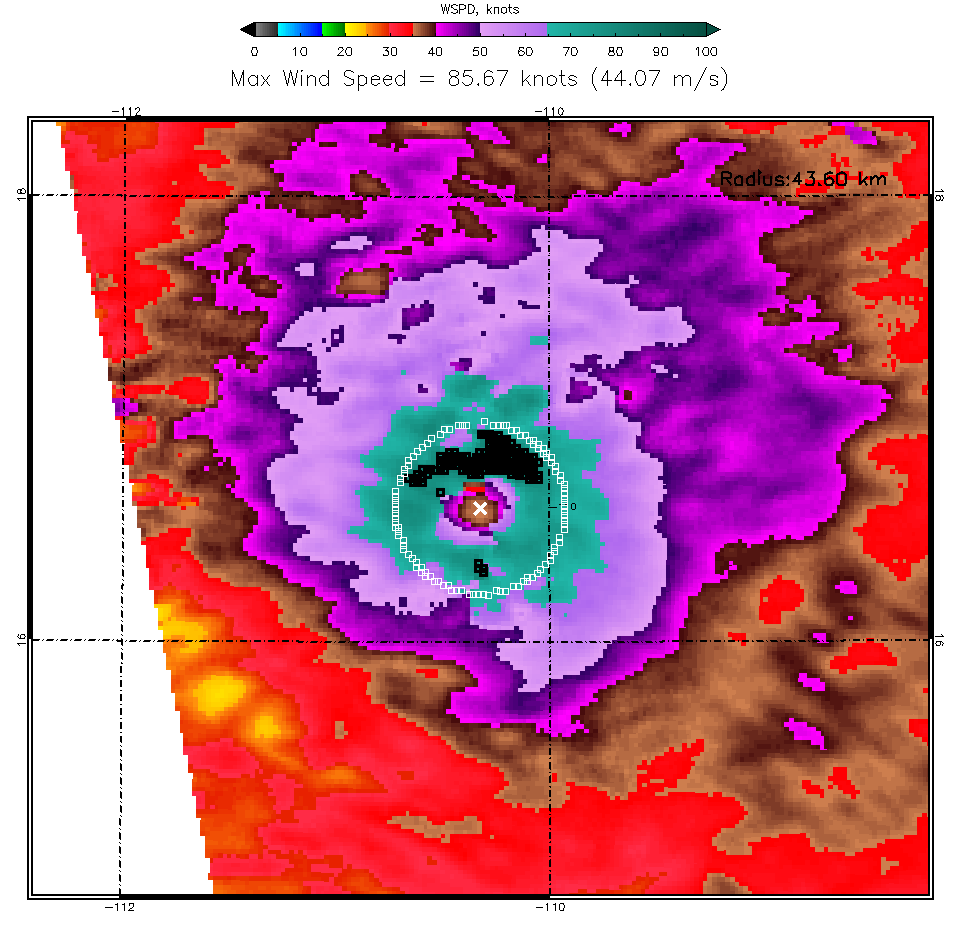 WSPD, knots
0 10 20 30 40 50 60 70 80 90 100
Max Wind Speed = 85.67 knots (44.07 m/s)
-112 -110
Radius:43.60 km
18 18
0
16 16
-112 -110